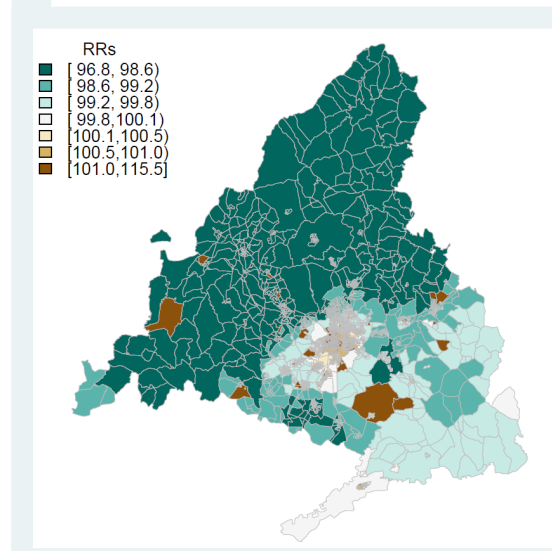 RRs
[ 96.8, 98.6)
[ 98.6, 99.2)
[ 99.2, 99.8)
[ 99.8,100.1)
[100.1,100.5)
[100.5,101.0)
[101.0,115.5]